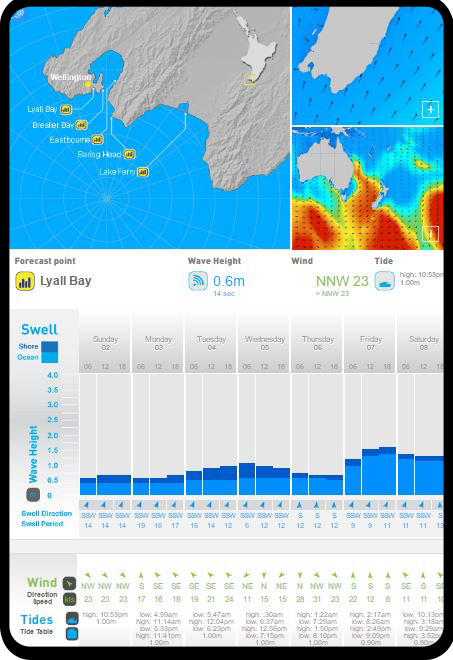 Wellington
Lyall Bay
Breaker Bay
Eastbourne
Baring Head
Lake Ferry
Forecast point
Wave Height
Wind
Tide
Lyall Bay
0.6m
14 sec
NNW 23
> NNW 23
high: 10:53pm
1.00m
Swell
Shore
Ocean
Sunday Monday Tuesday Wednesday Thursday Friday Saturday
02 03 04 05 06 07 08
06 12 18 06 12 18 06 12 18 06 12 18 06 12 18 06 12 18 06 12 18
Wave Height
4.0
3.5
3.0
2.5
2.0
1.5
1.0
0.5
0
Swell Direction
SSW SSW SSW SSW SSW SSW SSW SSW SSW SSW SSW SSW S S S SSW SSW SSW SSW SSW S
Swell Period
14 14 14 19 16 17 16 14 12 6 12 12 12 12 12 9 9 11 11 11 13
Wind
Direction
NW NW NW S SE SE SE SE SE NE N N NE NW NW S S S SE SE SE
Speed
kts
23 23 23 17 16 18 19 21 24 11 15 15 12 28 31 22 12 6 11 11 10
Tides
Tide Table
high: 10:53pm
1.00m
low: 4:59am
high: 11:14am
low: 5:33pm
high: 11:41pm
1.00m
low: 5.47am
high: 12:04pm
low: 6:23pm
1.00m
high: :30am
low: 6:37am
high: 12:56pm
low: 7:15pm
1.00m
high: 1:22am
low: 7:29am
high: 1:50pm
low: 8:10pm
1.00m
high: 2:17am
low: 8:26am
high: 2:49pm
low: 9:09pm
0.90m
low: 10.13pm
high: 3:18am
low: 9:29am
high: 3:52pm
0.90m